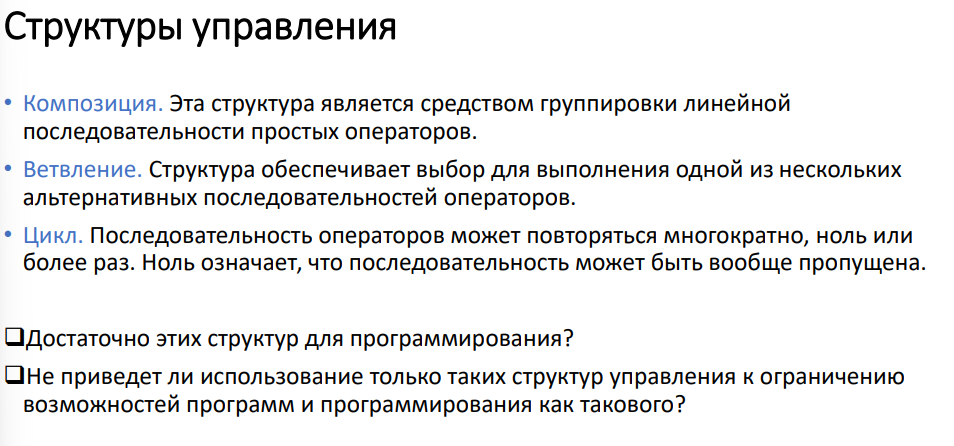 Структуры управления
• Композиция. Эта структура является средством группировки линейной
последовательности простых операторов.
• Ветвление. Структура обеспечивает выбор для выполнения одной из нескольких
альтернативных последовательностей операторов.
• Цикл. Последовательность операторов может повторяться многократно, ноль или
более раз. Ноль означает, что последовательность может быть вообще пропущена.
❑Достаточно этих структур для программирования?
❑Не приведет ли использование только таких структур управления к ограничению
возможностей программ и программирования как такового?